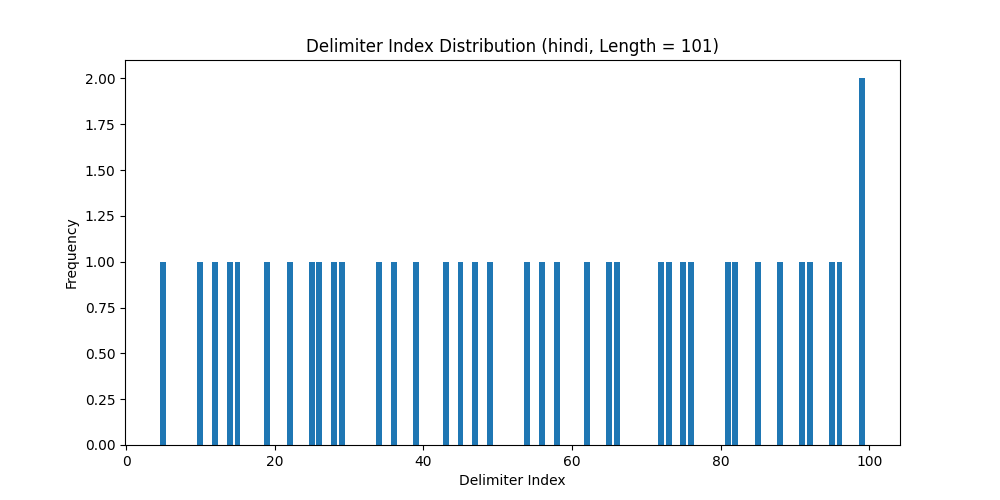 Delimiter Index Distribution (hindi, Length = 101)
2.00
1.75
1.50
1.25
1.00
0.75
0.50
0.25
0.00
Frequency
0 20 40 60 80 100
Delimiter Index